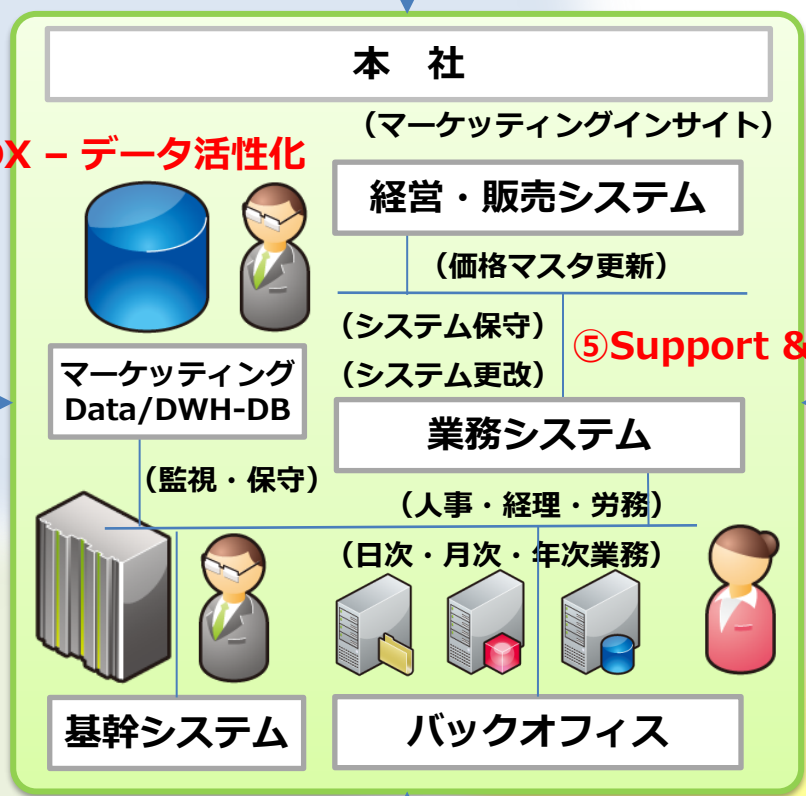 本 社
(マーケッティングインサイト)
DX – データ活性化
経営・販売システム
(価格マスタ更新)
(システム保守)
⑤Support &
(システム更改)
マーケッティング
Data/DWH-DB
業務システム
(監視・保守)
(人事・経理・労務)
(日次・月次・年次業務)
基幹システム
バックオフィス